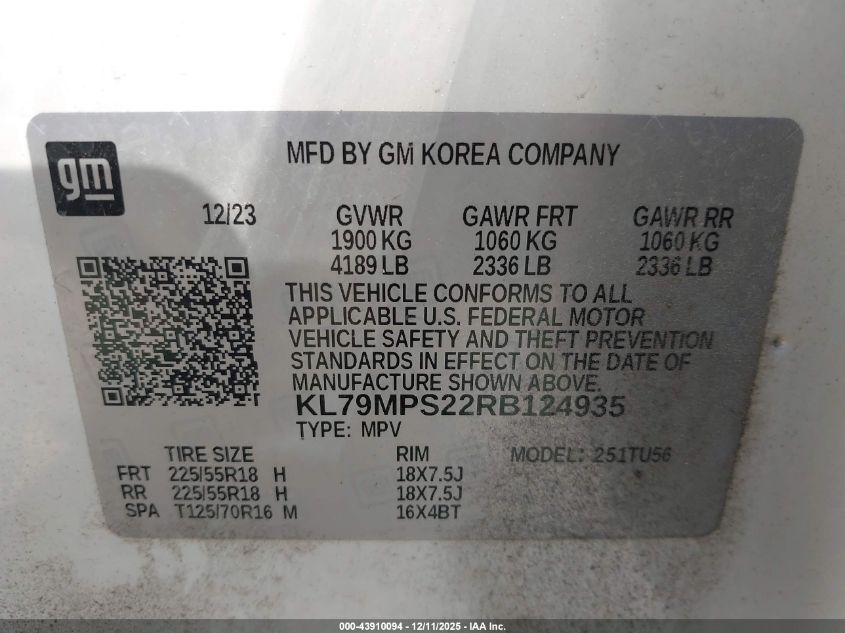 gm
MFD BY GM KOREA COMPANY
12/23 GVWR GAWR FRT GAWR RR
1900 KG 1060 KG 1060 KG
4189 LB 2336 LB 2336 LB
THIS VEHICLE CONFORMS TO ALL
APPLICABLE U.S. FEDERAL MOTOR
VEHICLE SAFETY AND THEFT PREVENTION
STANDARDS IN EFFECT ON THE DATE OF
MANUFACTURE SHOWN ABOVE.
KL79MPS22RB124935
TYPE: MPV
TIRE SIZE RIM MODEL: 251TU56
FRT 225/55R18 H 18X7.5J
RR 225/55R18 H 18X7.5J
SPA T125/70R16 M 16X4BT
000-43910094 - 12/11/2025 - IAA Inc.